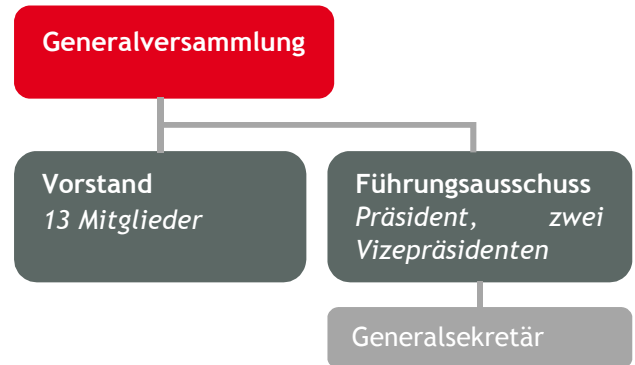 Generalversammlung
Vorstand
13 Mitglieder
Führungsausschuss
Präsident, zwei
Vizepräsidenten
Generalsekretär